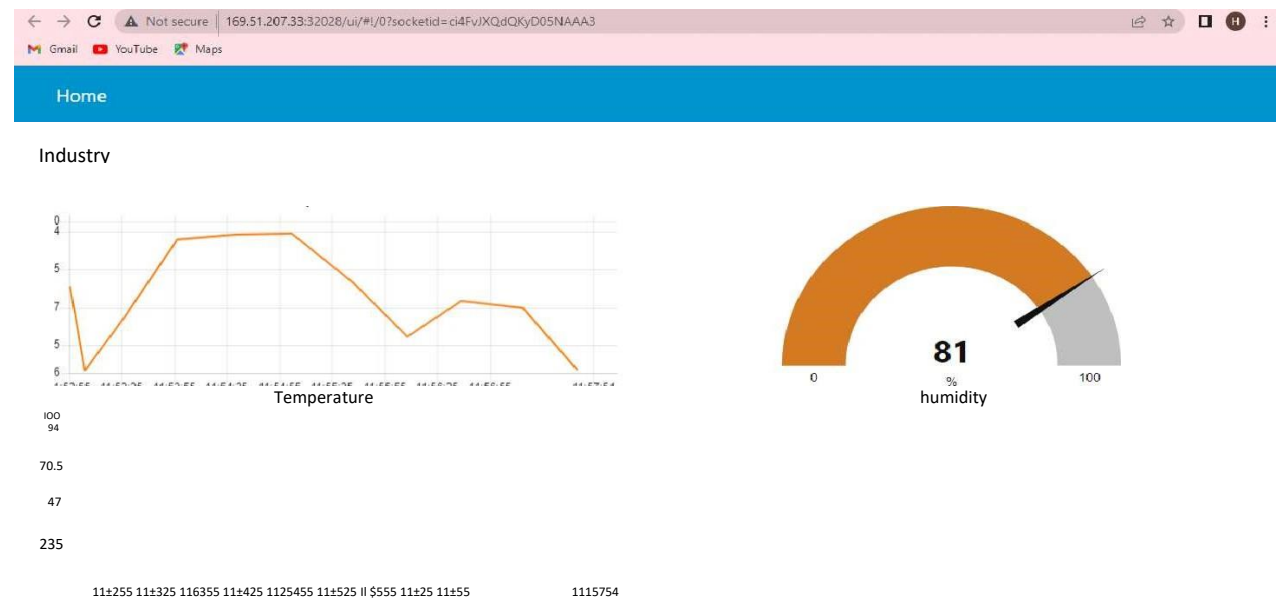 Not secure 169.51.207.33:32028/ui/#!/0?socketid=ci4FvJXQdQKyD05NAAA3
H
Gmail YouTube Maps
Home
Industry
0
4
5
7
5
6
81
0 % 100
Temperature
humidity
IOO
94
70.5
47
235
11±255 11±325 116355 11±425 1125455 11±525 Il $555 11±25 11±55 1115754